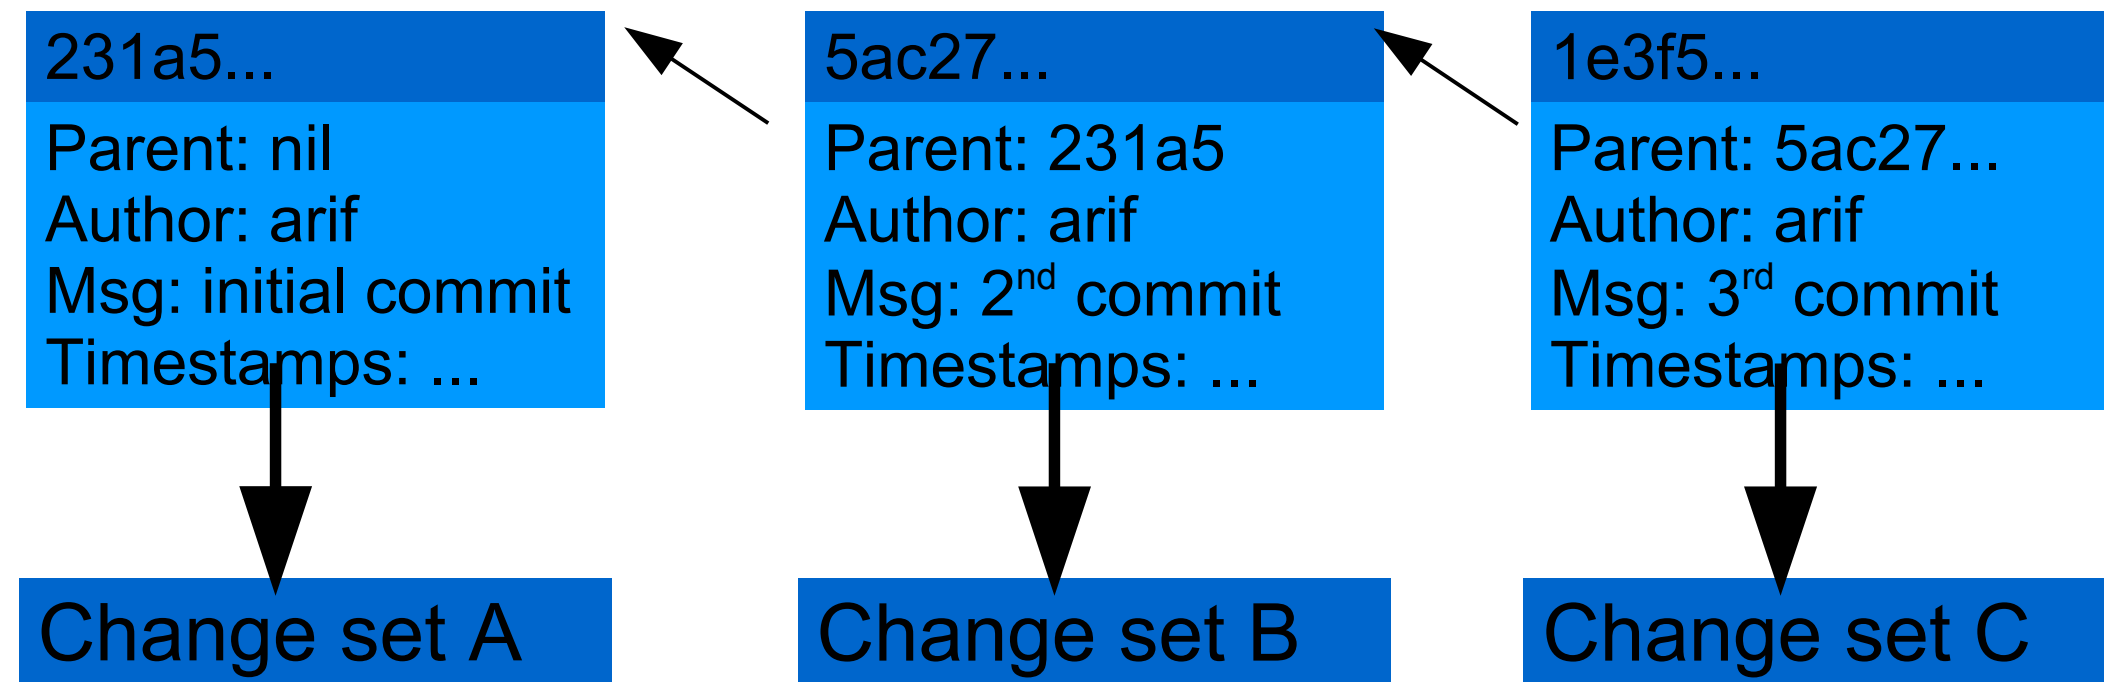 231a5...
Parent: nil
Author: arif
Msg: initial commit
Timestamps: ...
Change set A
5ac27...
Parent: 231a5
Author: arif
Msg: 2nd commit
Timestamps: ...
Change set B
1e3f5...
Parent: 5ac27...
Author: arif
Msg: 3rd commit
Timestamps: ...
Change set C